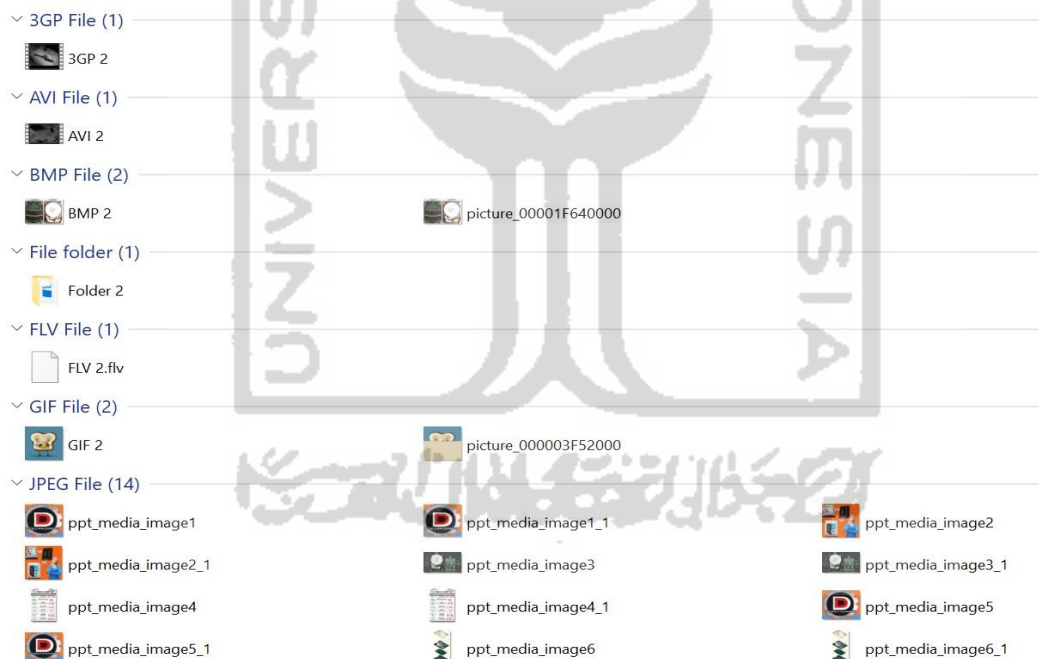 3GP File (1)
3GP 2
AVI File (1)
AVI 2
BMP File (2)
BMP 2 picture_00001F640000
File folder (1)
Folder 2
FLV File (1)
FLV 2.flv
GIF File (2)
GIF 2 picture_000003F52000
JPEG File (14)
ppt_media_image1 ppt_media_image1_1 ppt_media_image2
ppt_media_image2_1 ppt_media_image3 ppt_media_image3_1
ppt_media_image4 ppt_media_image4_1 ppt_media_image5
ppt_media_image5_1 ppt_media_image6 ppt_media_image6_1
UNIVERS
ONESIA